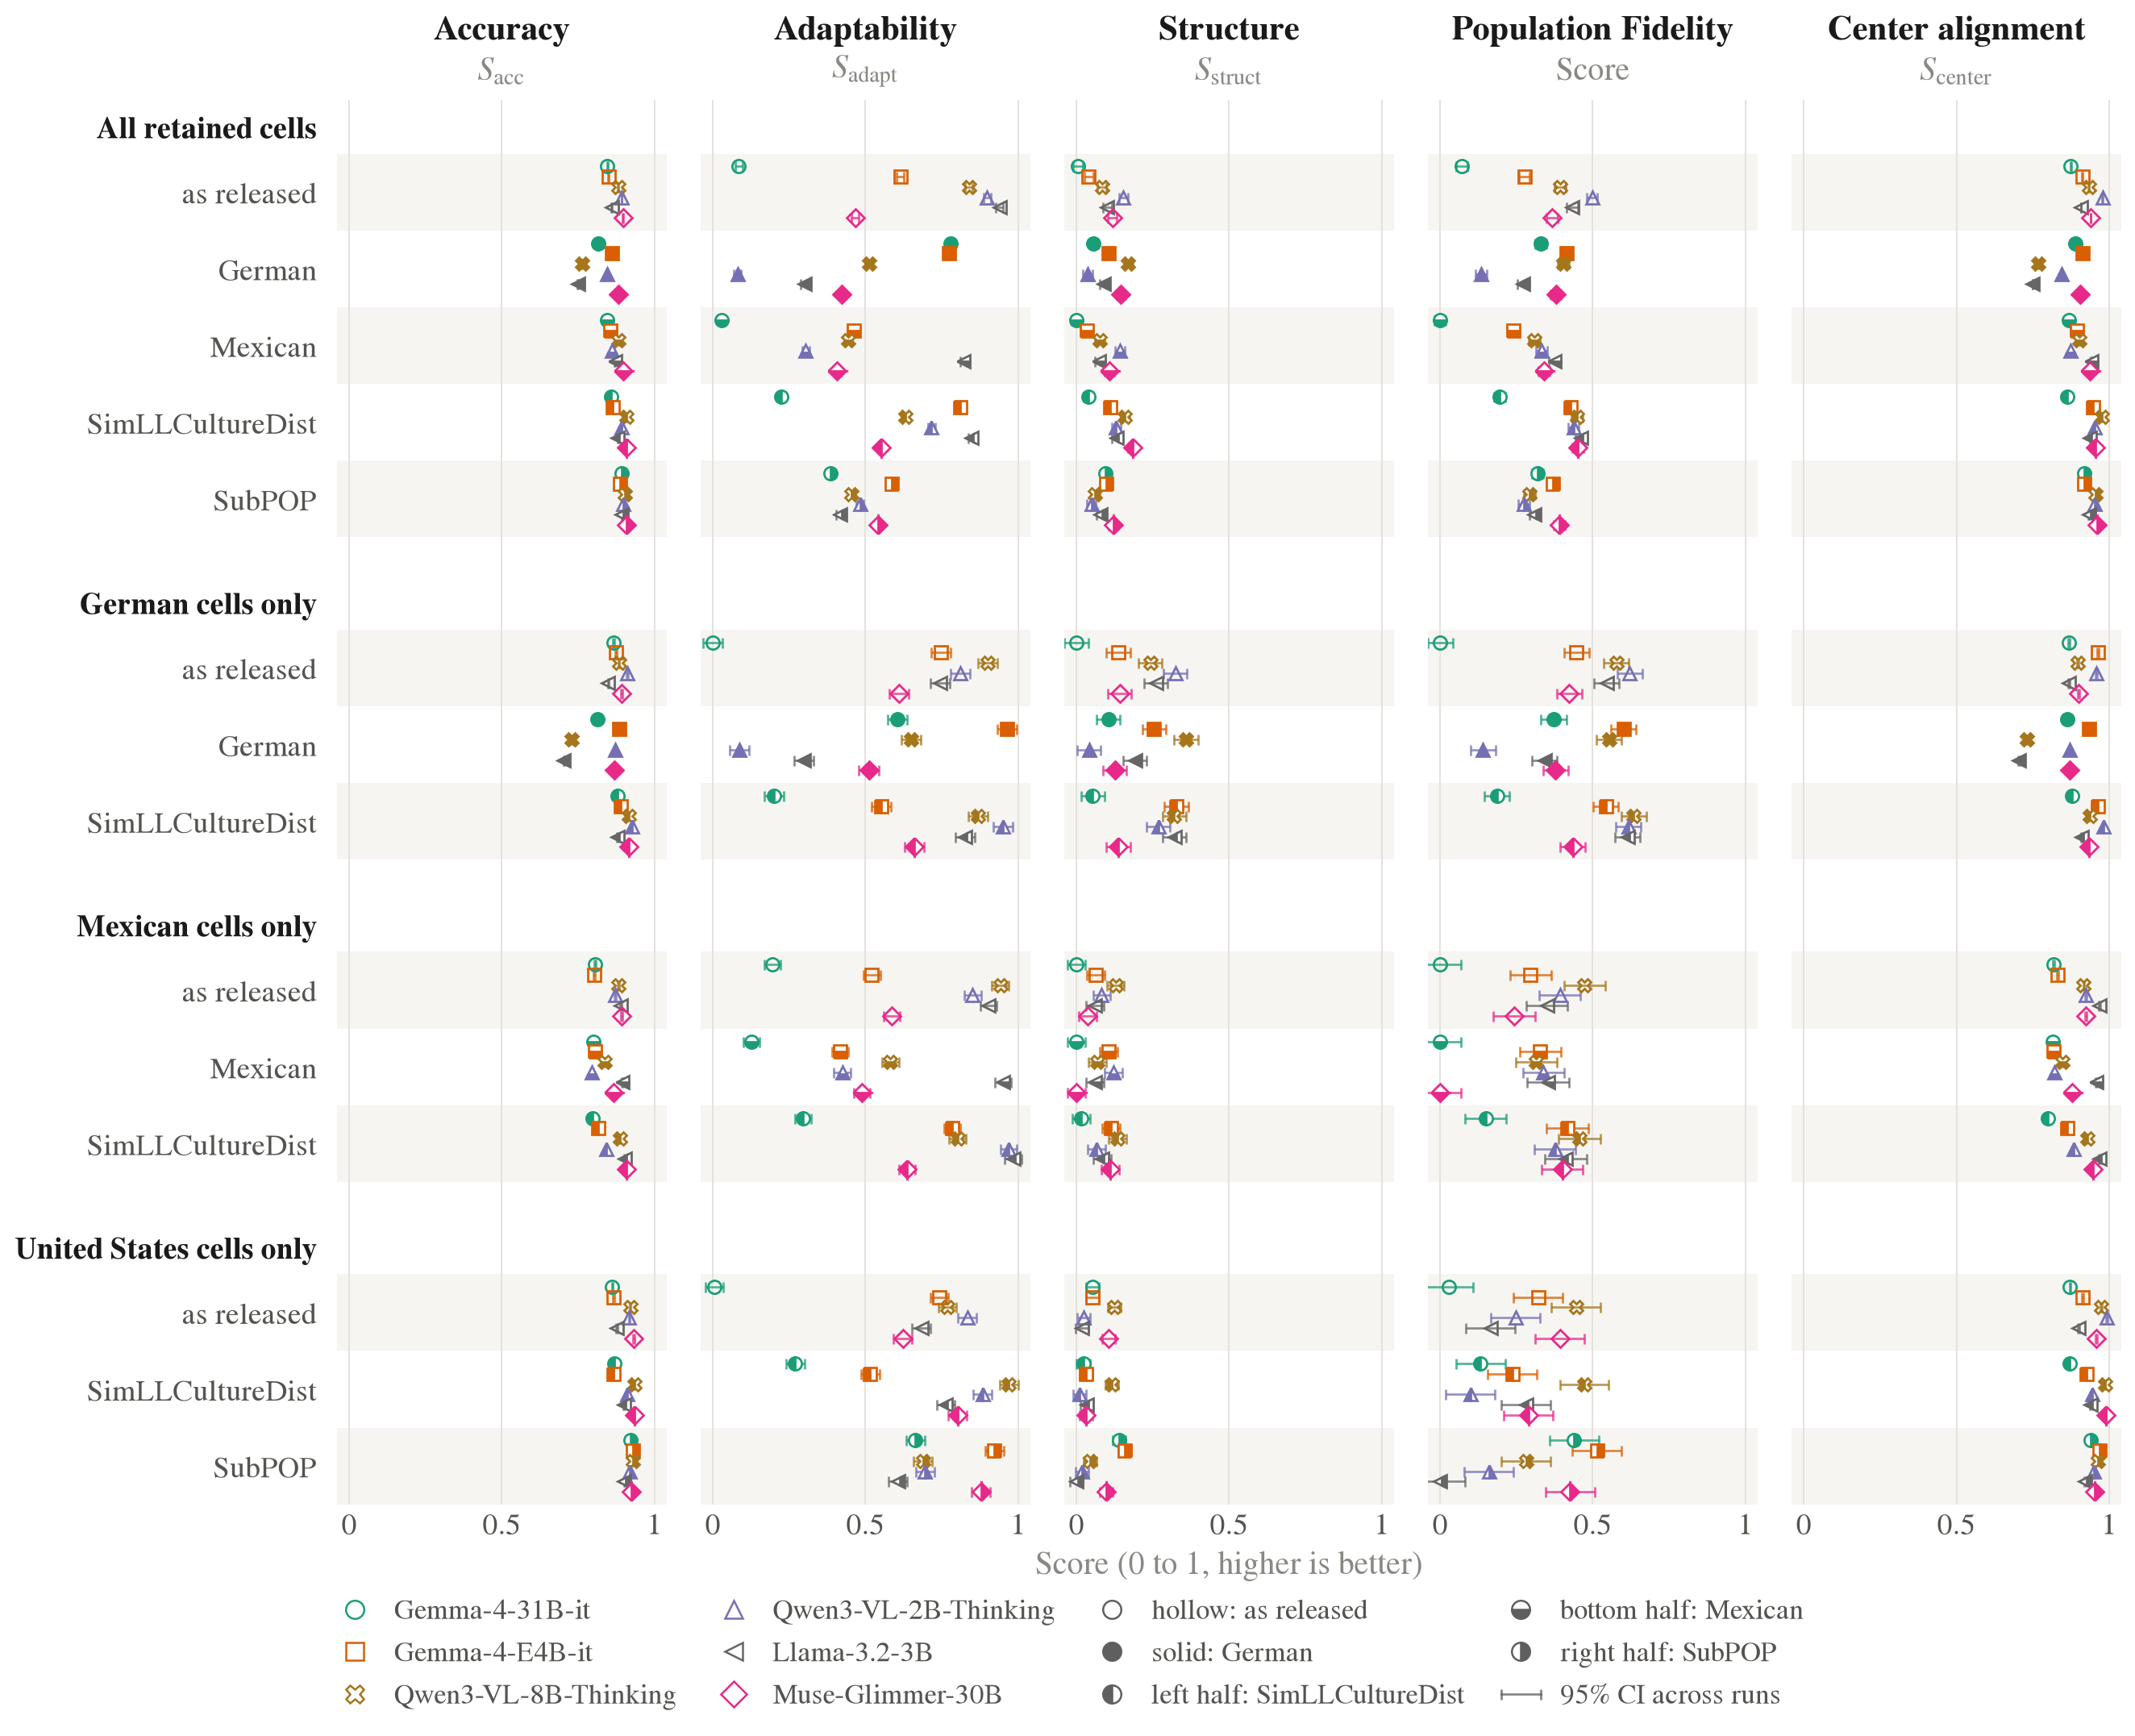 Accuracy Adaptability Structure Population Fidelity Center alignment
S_acc S_adapt S_struct Score S_center
All retained cells
as released
German
Mexican
SimLLCultureDist
SubPOP
German cells only
as released
German
SimLLCultureDist
Mexican cells only
as released
Mexican
SimLLCultureDist
United States cells only
as released
SimLLCultureDist
SubPOP
0 0.5 1 0 0.5 1 0 0.5 1 0 0.5 1 0 0.5 1
Score (0 to 1, higher is better)
Gemma-4-31B-it Qwen3-VL-2B-Thinking hollow: as released bottom half: Mexican
Gemma-4-E4B-it Llama-3.2-3B solid: German right half: SubPOP
Qwen3-VL-8B-Thinking Muse-Glimmer-30B left half: SimLLCultureDist 95% CI across runs